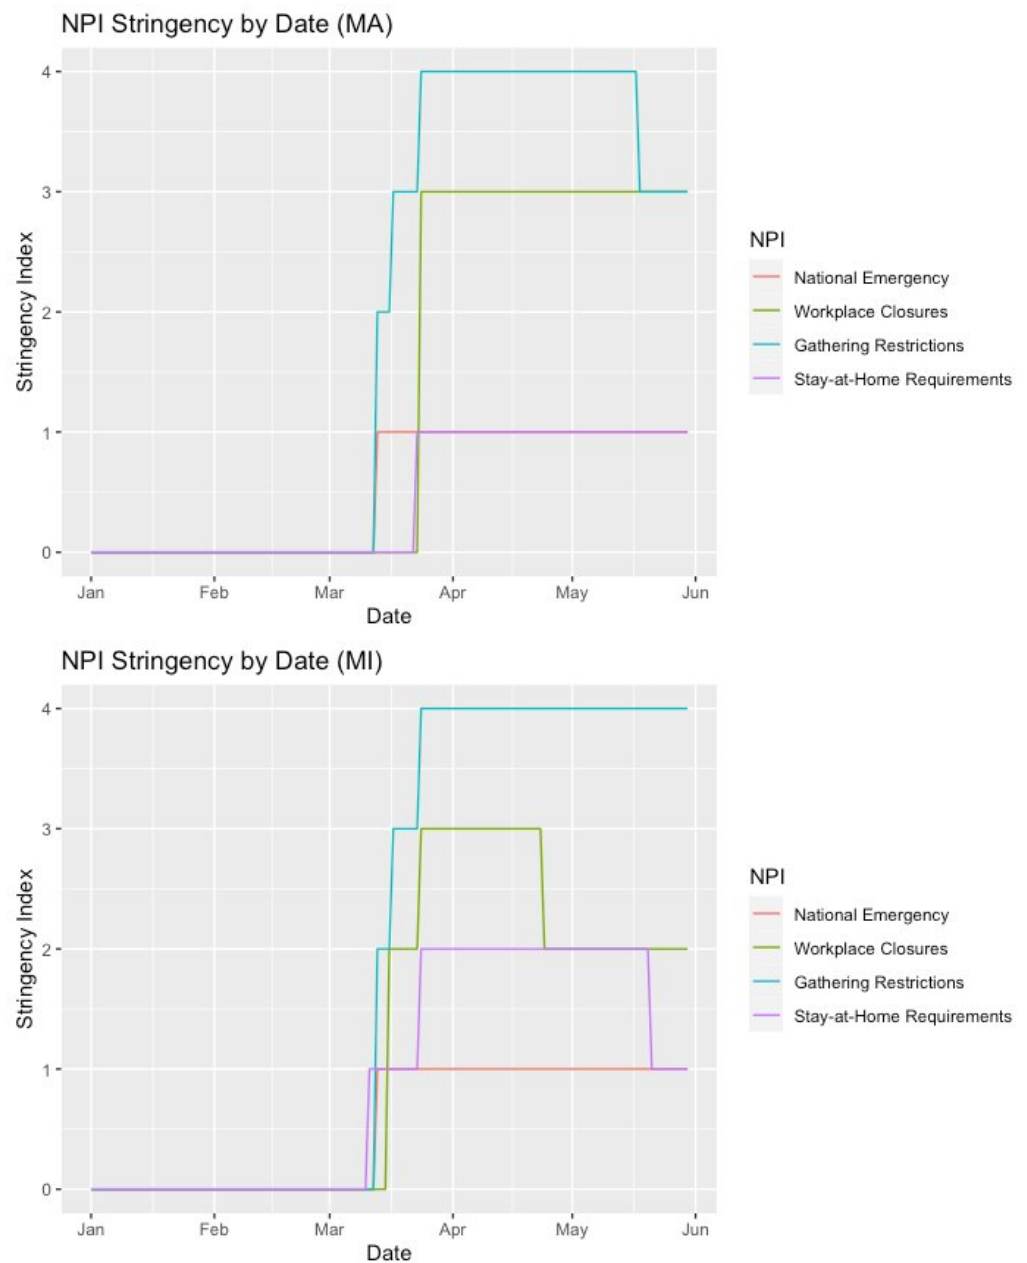 NPI Stringency by Date (MA)
4
3
2
1
0
Stringency Index
Jan Feb Mar Apr May Jun
Date
NPI
National Emergency
Workplace Closures
Gathering Restrictions
Stay-at-Home Requirements
NPI Stringency by Date (MI)
4
3
2
1
0
Stringency Index
Jan Feb Mar Apr May Jun
Date
NPI
National Emergency
Workplace Closures
Gathering Restrictions
Stay-at-Home Requirements